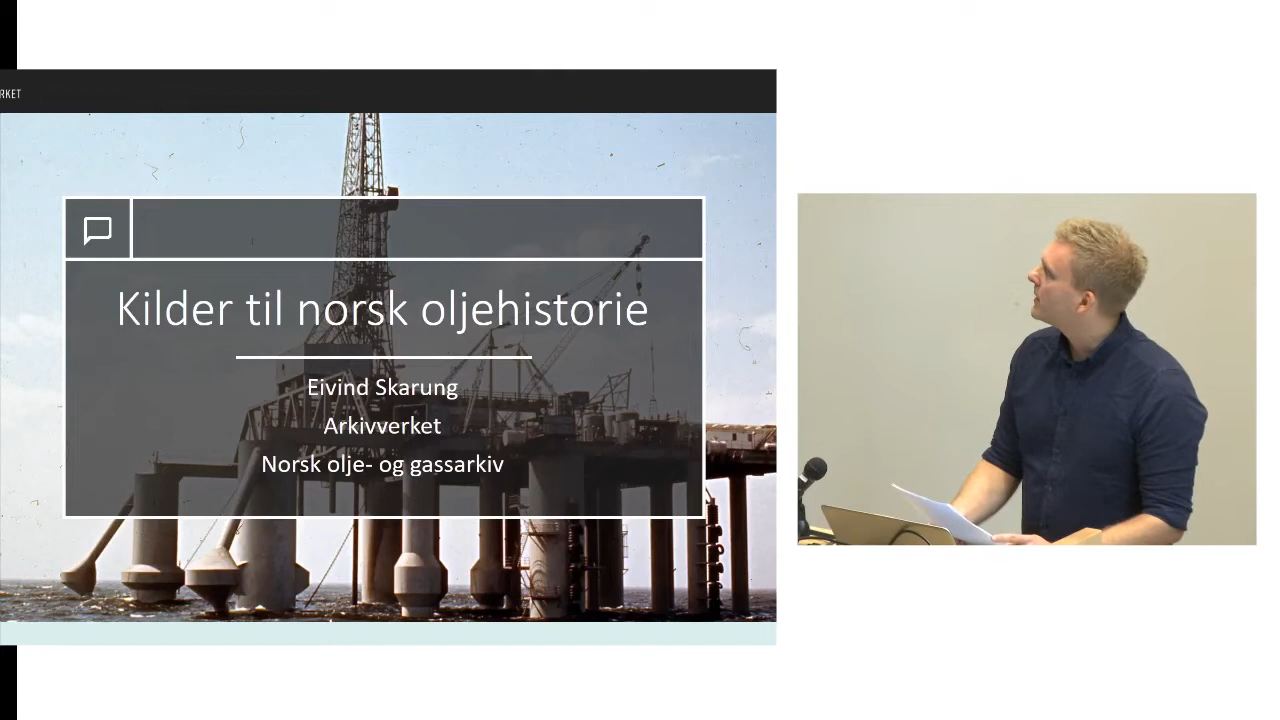 RKET
Kilder til norsk oljehistorie
Eivind Skarung
Arkivverket
Norsk olje- og gassarkiv